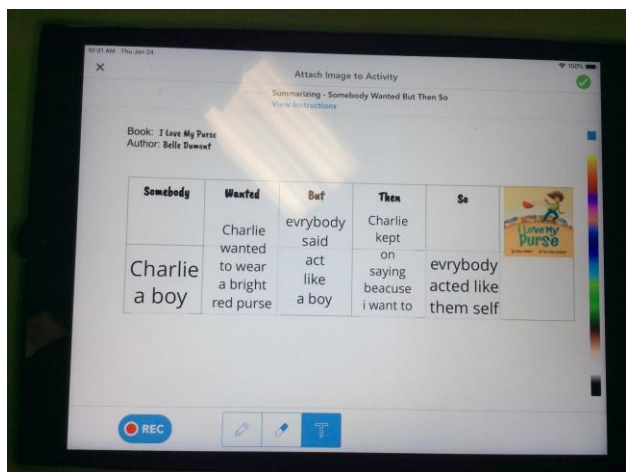 10:31 AM Thu Jan 24
100%
Attach Image to Activity
Summarizing - Somebody Wanted But Then So
View Instructions
Book: I Love My Purse
Author: Belle Dumont
Somebody
Wanted
But
Then
So
Charlie
a boy
Charlie
wanted
to wear
a bright
red purse
evrybody
said
act
like
a boy
Charlie
kept
on
saying
beacuse
i want to
evrybody
acted like
them self
I Love My
Purse
REC
T